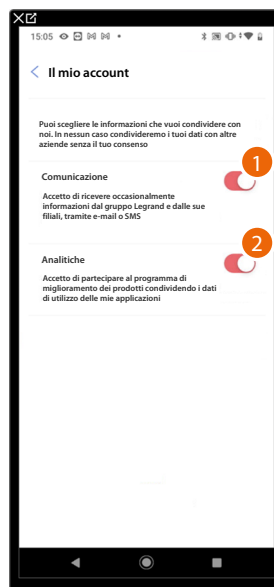 15:05
Il mio account
Puoi scegliere le informazioni che vuoi condividere con
noi. In nessun caso condivideremo i tuoi dati con altre
aziende senza il tuo consenso
1
Comunicazione
Accetto di ricevere occasionalmente
informazioni dal gruppo Legrand e dalle sue
filiali, tramite e-mail o SMS
2
Analitiche
Accetto di partecipare al programma di
miglioramento dei prodotti condividendo i dati
di utilizzo delle mie applicazioni